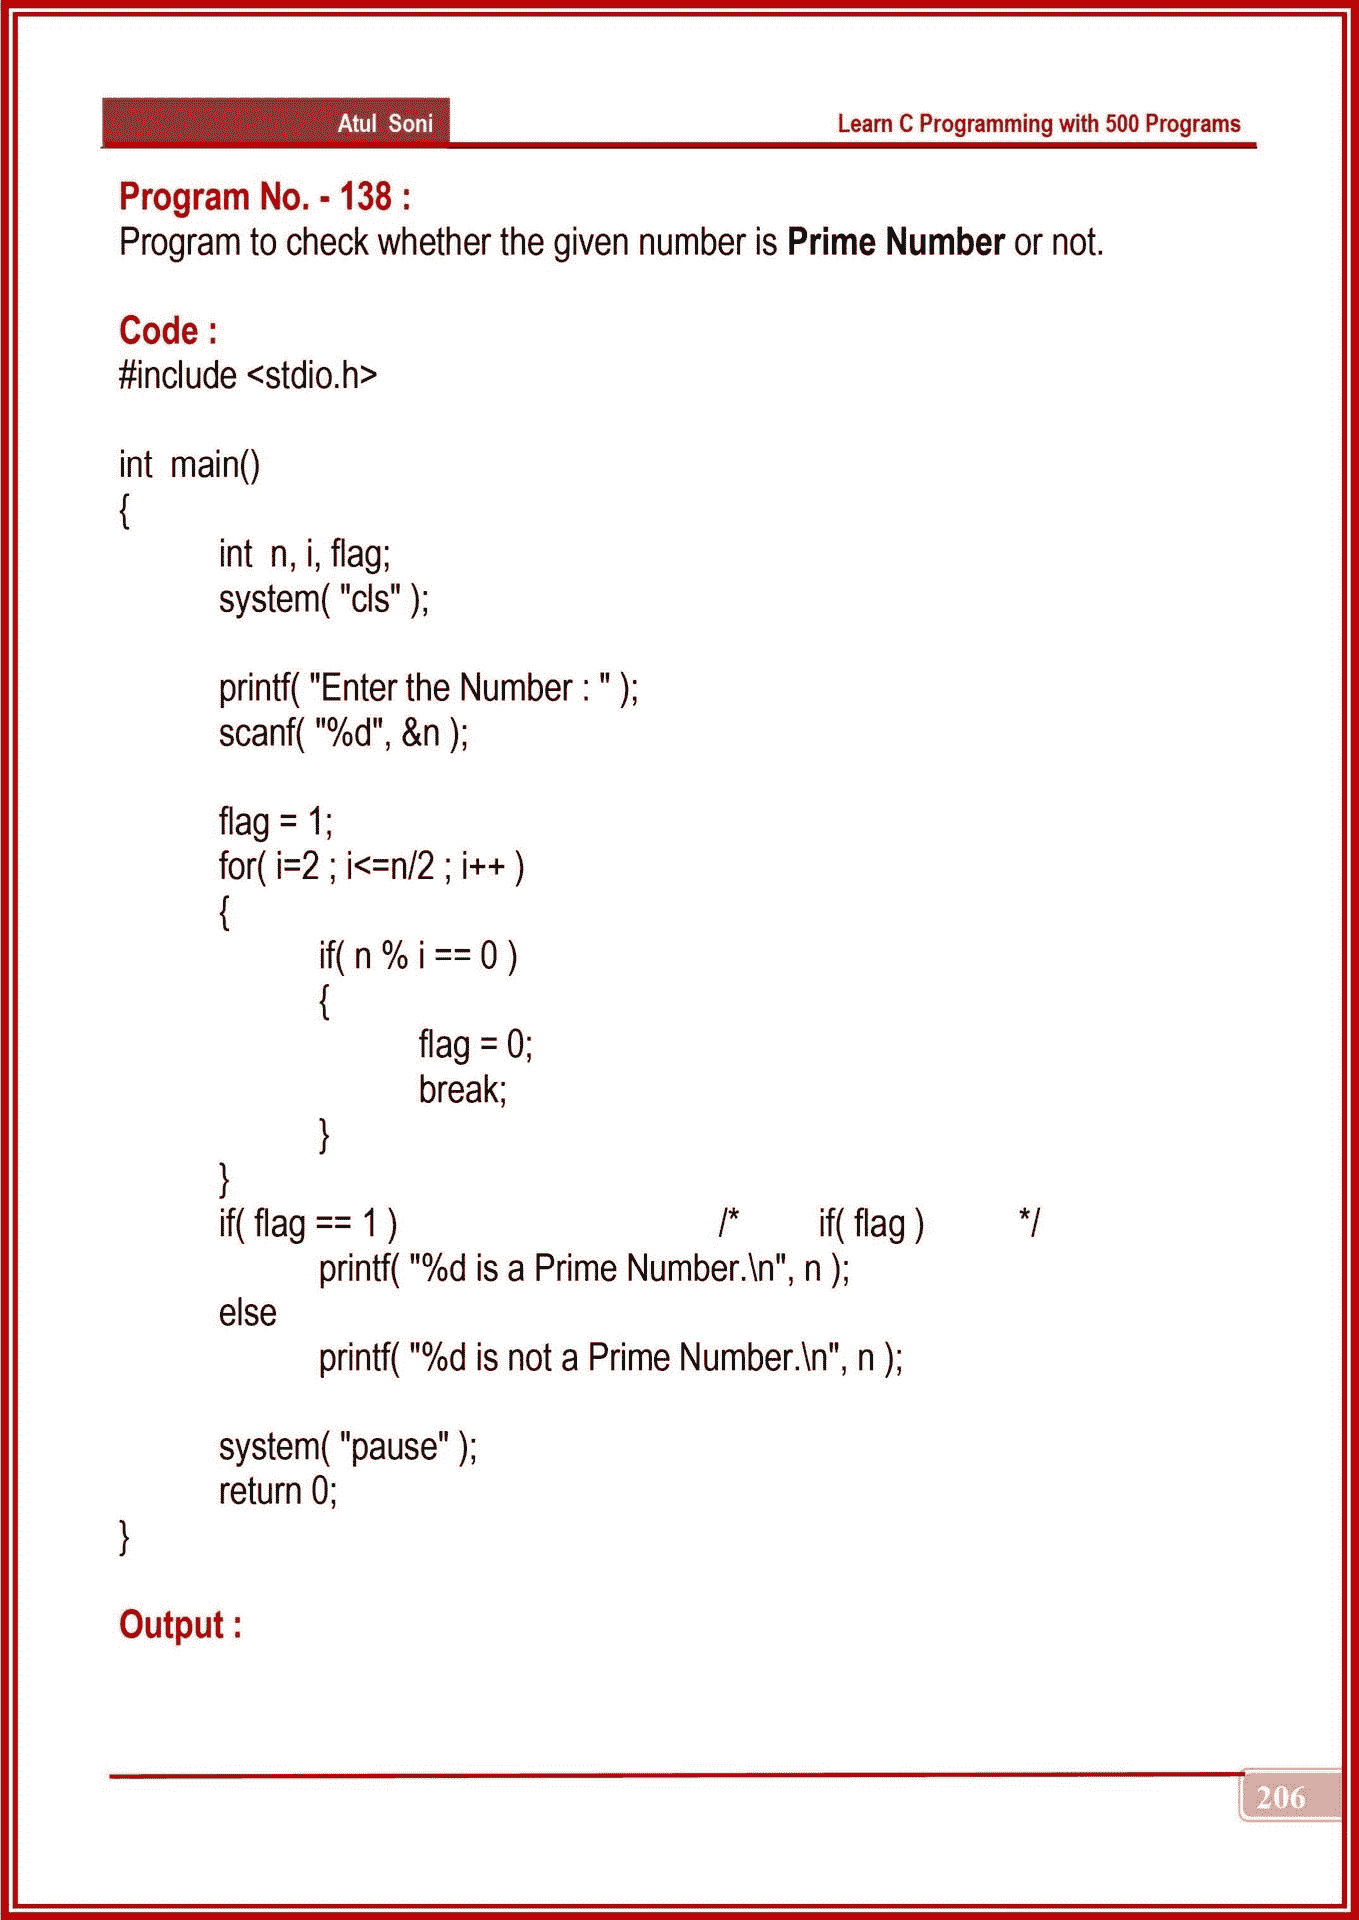 Atul  Soni
Learn C Programming with 500 Programs
Program No. - 138 :
Program to check whether the given number is Prime Number or not.
Code :
#include <stdio.h>
int  main()
{
int  n, i, flag;
system( "cls" );
printf( "Enter the Number : " );
scanf( "%d", &n );
flag = 1;
for( i=2 ; i<=n/2 ; i++ )
{
if( n % i == 0 )
{
flag = 0;
break;
}
}
if( flag == 1 ) /* if( flag ) */
printf( "%d is a Prime Number.\n", n );
else
printf( "%d is not a Prime Number.\n", n );
system( "pause" );
return 0;
}
Output :
206